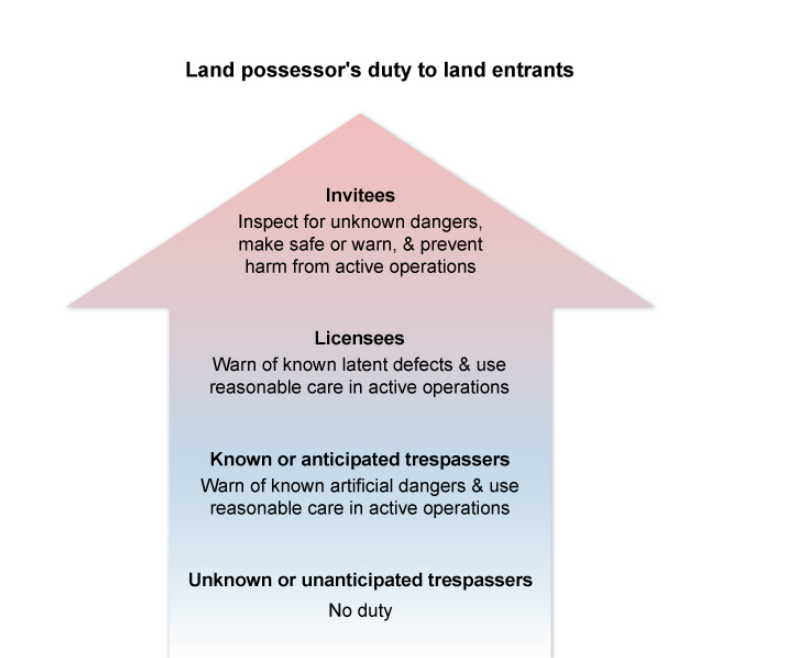 Land possessor's duty to land entrants
Invitees
Inspect for unknown dangers,
make safe or warn, & prevent
harm from active operations
Licensees
Warn of known latent defects & use
reasonable care in active operations
Known or anticipated trespassers
Warn of known artificial dangers & use
reasonable care in active operations
Unknown or unanticipated trespassers
No duty